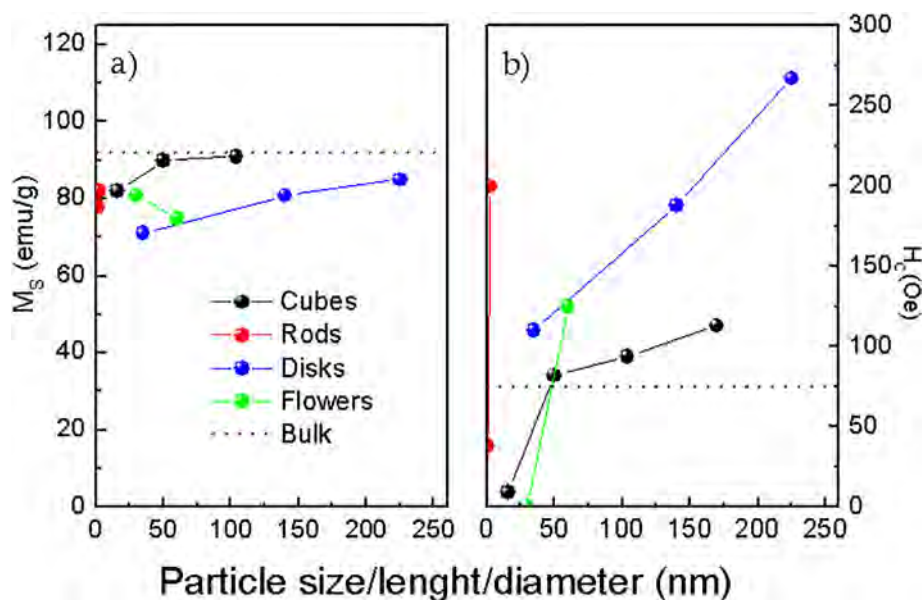 a)
b)
M_S (emu/g)
120
100
80
60
40
20
0
Cubes
Rods
Disks
Flowers
Bulk
0 50 100 150 200 250
0 50 100 150 200 250
300
250
200
150
100
50
0
H_C (Oe)
Particle size/lenght/diameter (nm)